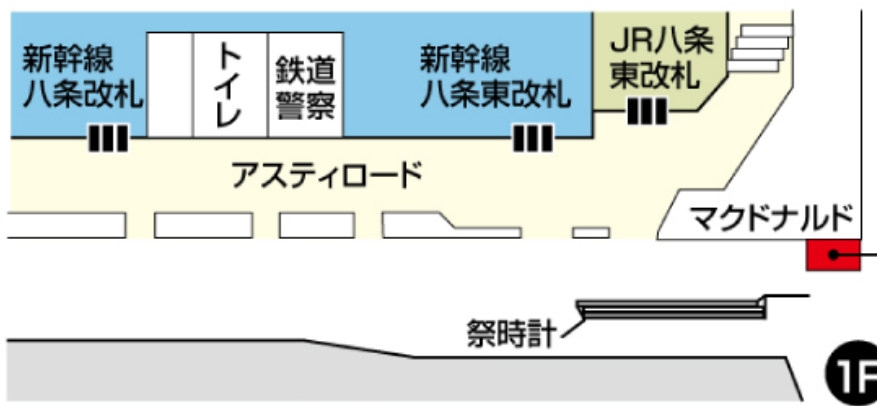 新幹線
八条改札
トイレ
鉄道
警察
新幹線
八条東改札
JR八条
東改札
アスティロード
マクドナルド
祭時計
1F